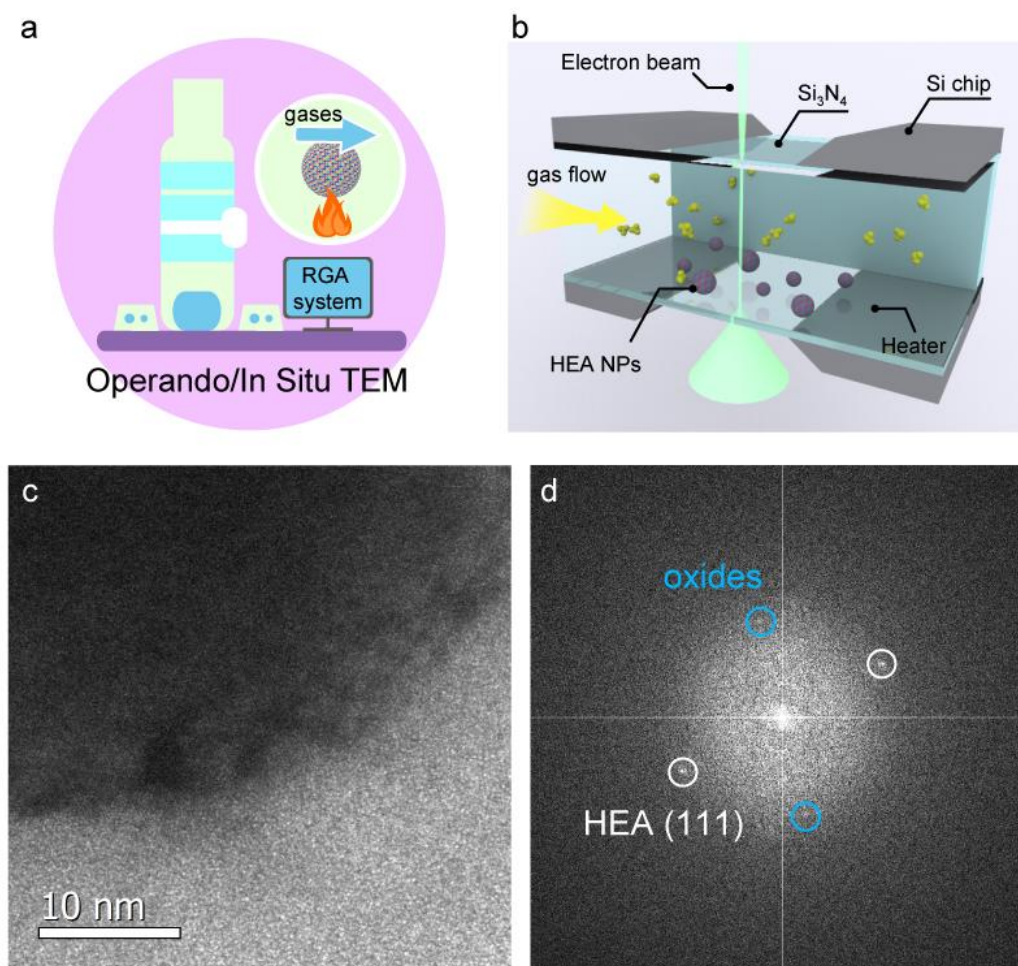 a
gases
RGA
system
Operando/In Situ TEM
b
Electron beam
Si₃N₄
Si chip
gas flow
HEA NPs
Heater
c
10 nm
d
oxides
HEA (111)